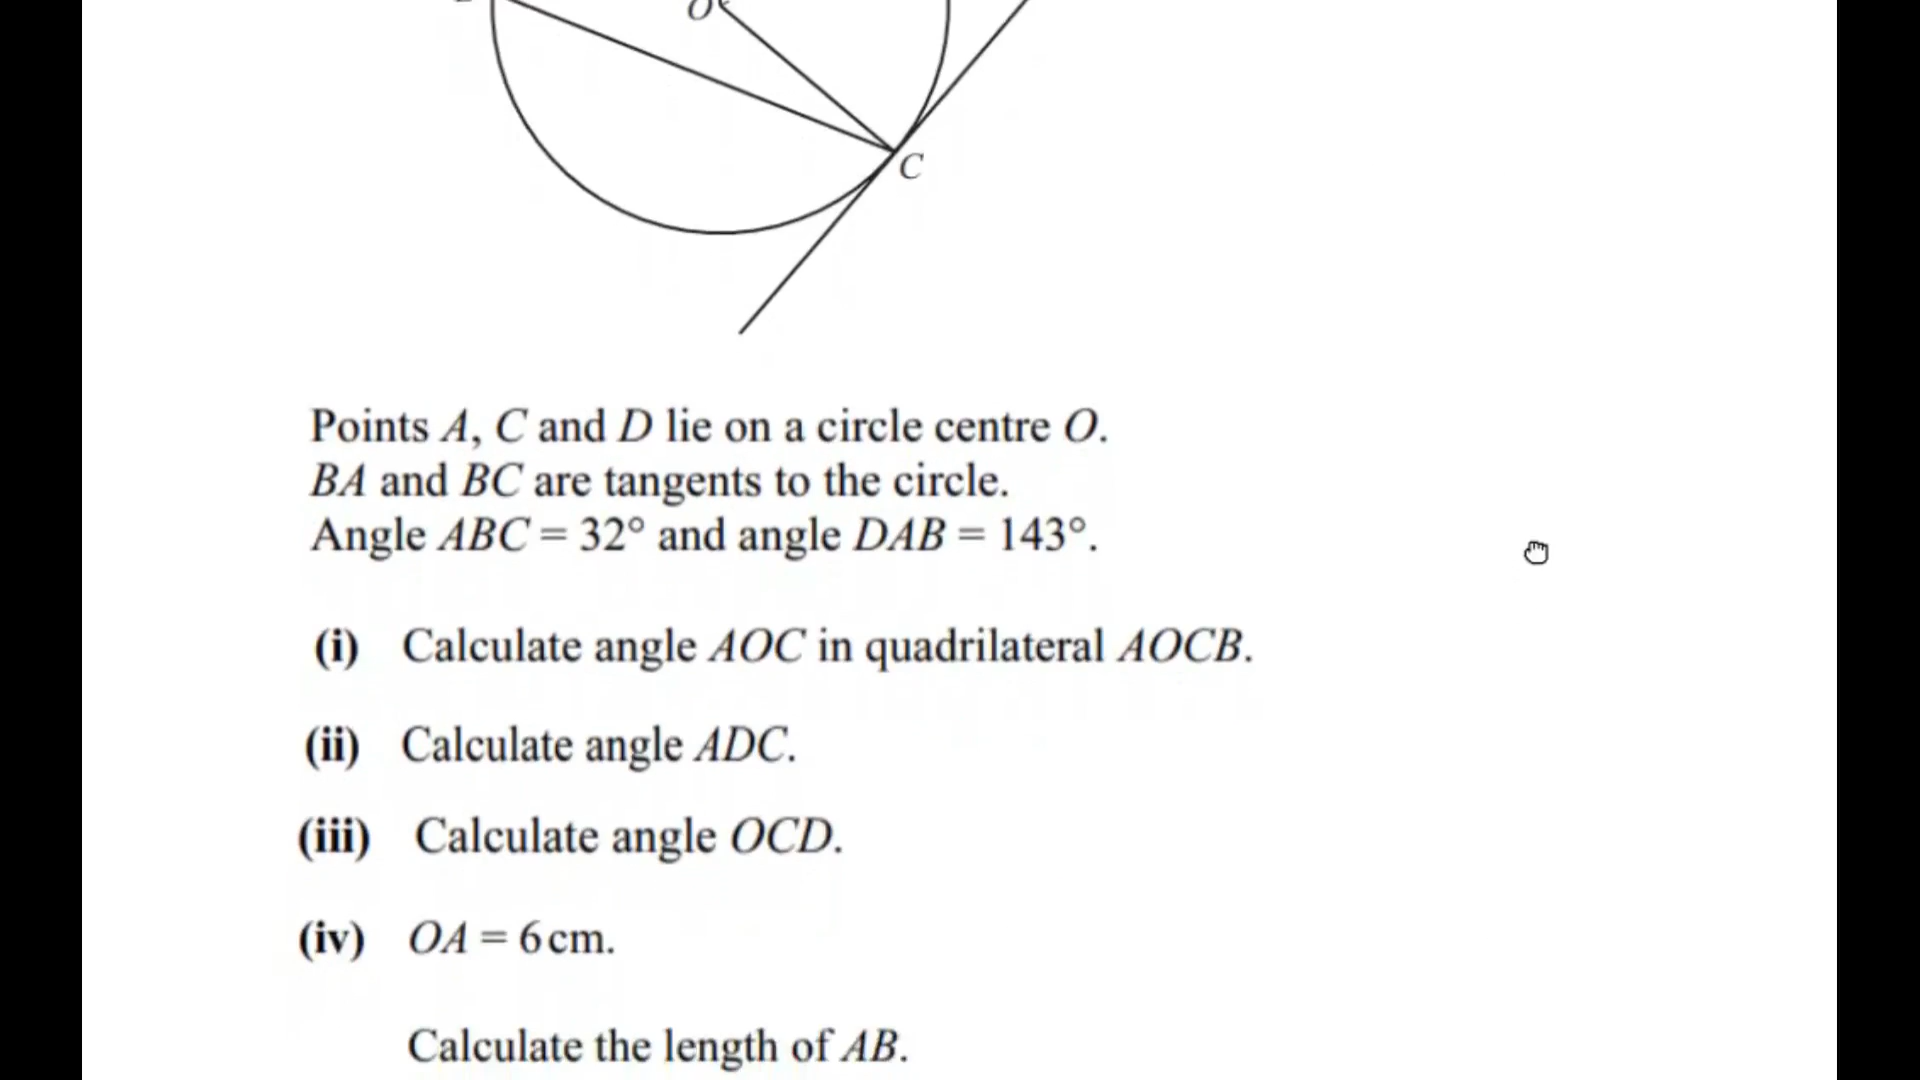 O
C
Points A, C and D lie on a circle centre O.
BA and BC are tangents to the circle.
Angle ABC = 32° and angle DAB = 143°.
(i) Calculate angle AOC in quadrilateral AOCB.
(ii) Calculate angle ADC.
(iii) Calculate angle OCD.
(iv) OA = 6 cm.
Calculate the length of AB.